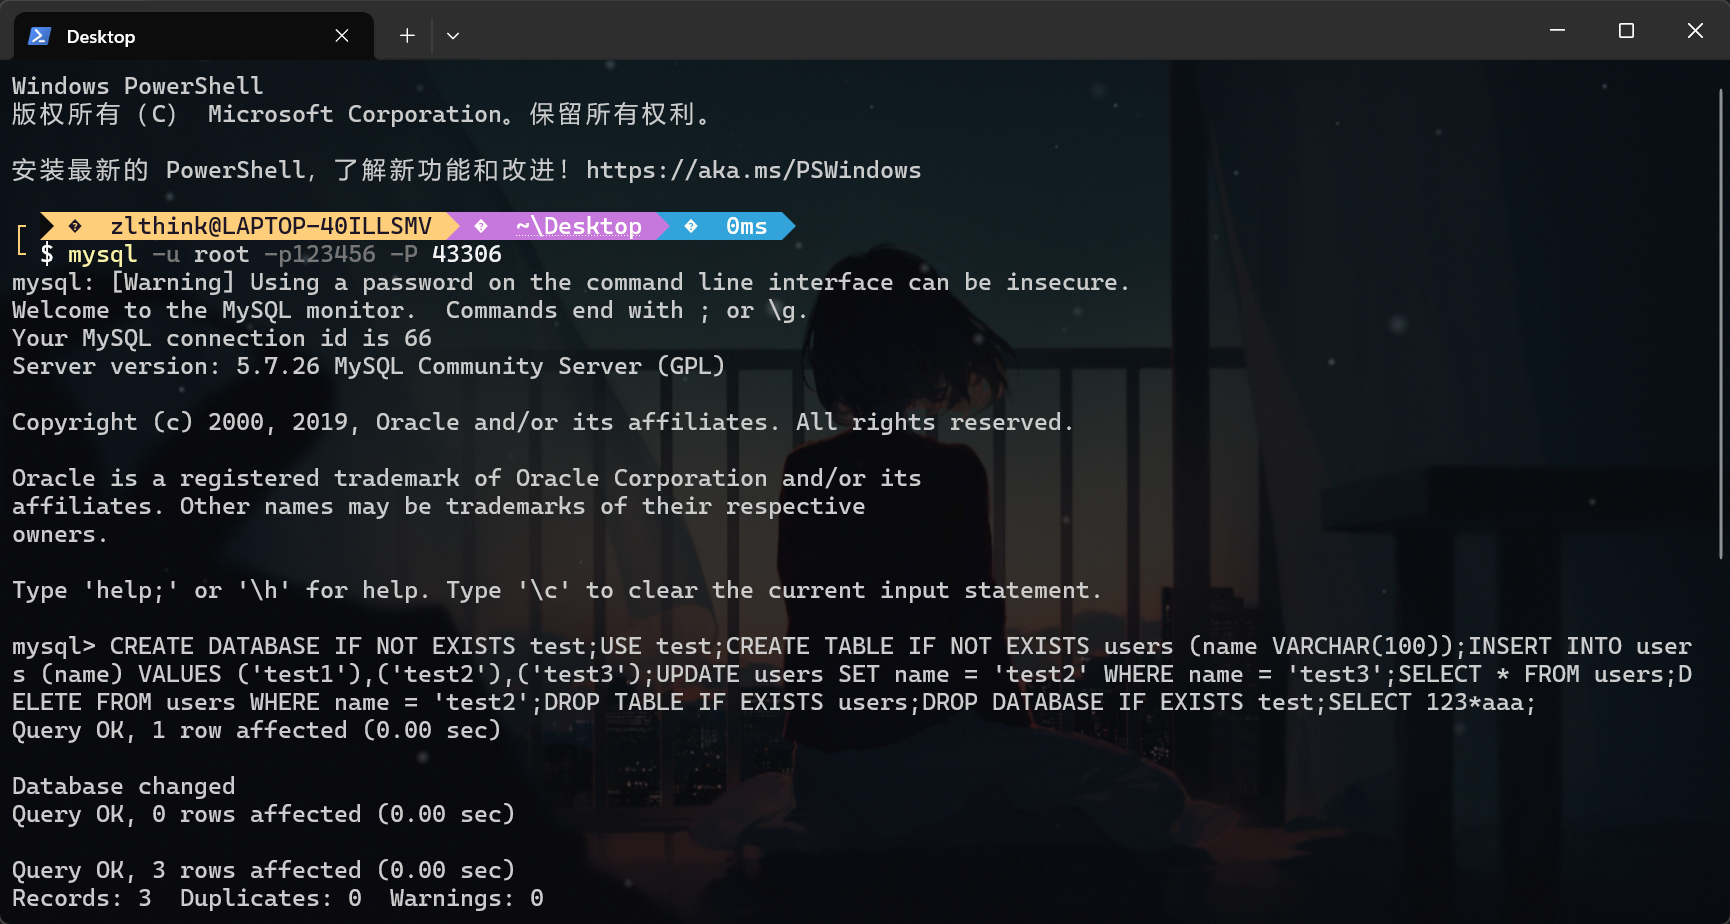 Desktop
Windows PowerShell
版权所有 (C)  Microsoft Corporation。保留所有权利。
安装最新的 PowerShell，了解新功能和改进！https://aka.ms/PSWindows
zlthink@LAPTOP-40ILLSMV ~\Desktop 0ms
$ mysql -u root -p123456 -P 43306
mysql: [Warning] Using a password on the command line interface can be insecure.
Welcome to the MySQL monitor.  Commands end with ; or \g.
Your MySQL connection id is 66
Server version: 5.7.26 MySQL Community Server (GPL)
Copyright (c) 2000, 2019, Oracle and/or its affiliates. All rights reserved.
Oracle is a registered trademark of Oracle Corporation and/or its
affiliates. Other names may be trademarks of their respective
owners.
Type 'help;' or '\h' for help. Type '\c' to clear the current input statement.
mysql> CREATE DATABASE IF NOT EXISTS test;USE test;CREATE TABLE IF NOT EXISTS users (name VARCHAR(100));INSERT INTO user
s (name) VALUES ('test1'),('test2'),('test3');UPDATE users SET name = 'test2' WHERE name = 'test3';SELECT * FROM users;D
ELETE FROM users WHERE name = 'test2';DROP TABLE IF EXISTS users;DROP DATABASE IF EXISTS test;SELECT 123*aaa;
Query OK, 1 row affected (0.00 sec)
Database changed
Query OK, 0 rows affected (0.00 sec)
Query OK, 3 rows affected (0.00 sec)
Records: 3  Duplicates: 0  Warnings: 0